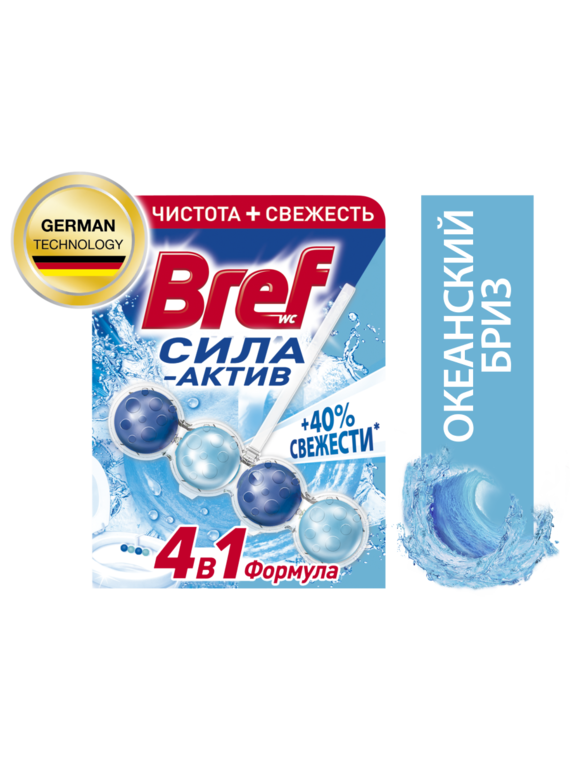 GERMAN
TECHNOLOGY
ЧИСТОТА + СВЕЖЕСТЬ
Bref
WC
СИЛА
-АКТИВ
+40%
СВЕЖЕСТИ*
4в1 Формула
ОКЕАНСКИЙ
БРИЗ